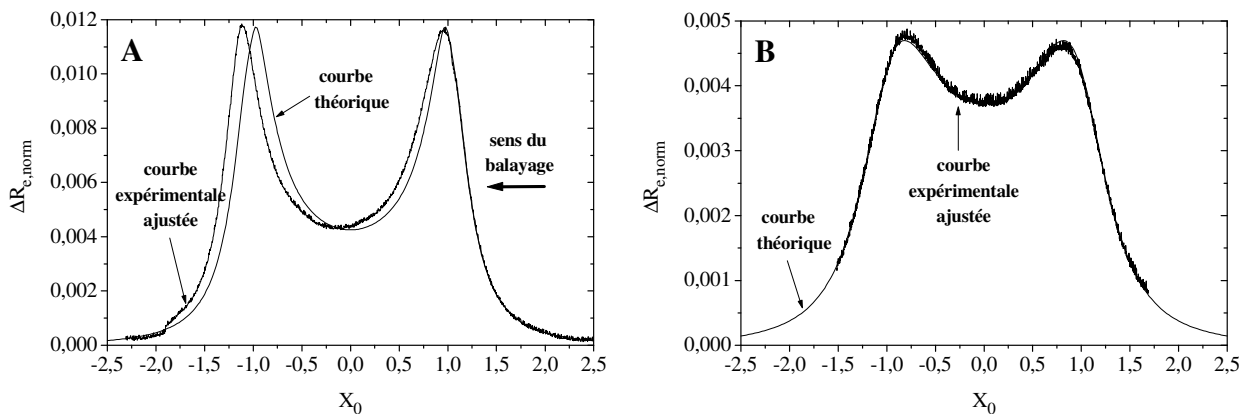 A
0,012
0,010
0,008
0,006
0,004
0,002
0,000
ΔR_e,norm
courbe
théorique
sens du
balayage
courbe
expérimentale
ajustée
-2,5 -2,0 -1,5 -1,0 -0,5 0,0 0,5 1,0 1,5 2,0 2,5
X_0
B
0,005
0,004
0,003
0,002
0,001
0,000
ΔR_e,norm
courbe
expérimentale
ajustée
courbe
théorique
-2,5 -2,0 -1,5 -1,0 -0,5 0,0 0,5 1,0 1,5 2,0 2,5
X_0